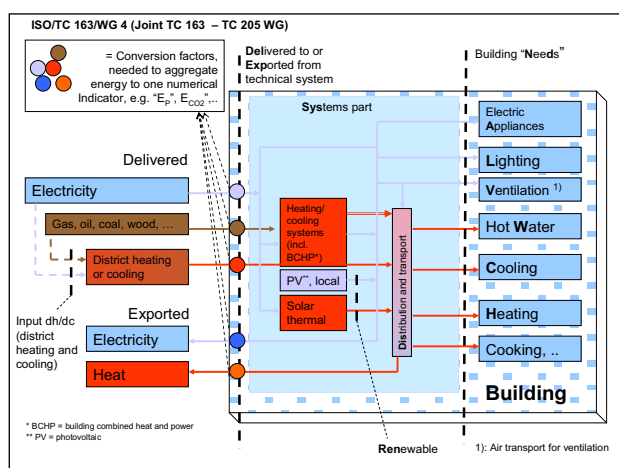 ISO/TC 163/WG 4 (Joint TC 163 – TC 205 WG)
= Conversion factors,
needed to aggregate
energy to one numerical
Indicator, e.g. “EP”, ECO2”,..
Delivered to or
Exported from
technical system
Building “Needs”
Systems part
Electric
Appliances
Lighting
Ventilation 1)
Hot Water
Cooling
Heating
Cooking, ..
Building
Delivered
Electricity
Gas, oil, coal, wood, …
District heating
or cooling
Heating/
cooling
systems
(incl.
BCHP*)
PV**, local
Solar
thermal
Distribution and transport
Input dh/dc
(district
heating and
cooling)
Exported
Electricity
Heat
* BCHP = building combined heat and power
** PV = photovoltaic
Renewable
1): Air transport for ventilation